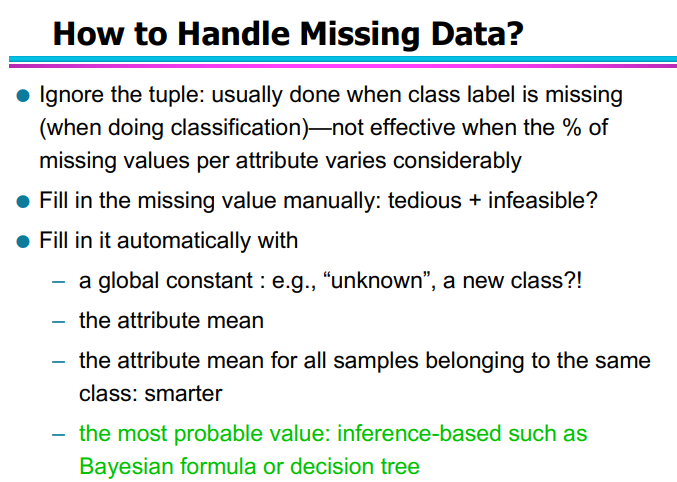 How to Handle Missing Data?
● Ignore the tuple: usually done when class label is missing
(when doing classification)—not effective when the % of
missing values per attribute varies considerably
● Fill in the missing value manually: tedious + infeasible?
● Fill in it automatically with
– a global constant : e.g., “unknown”, a new class?!
– the attribute mean
– the attribute mean for all samples belonging to the same
class: smarter
– the most probable value: inference-based such as
Bayesian formula or decision tree